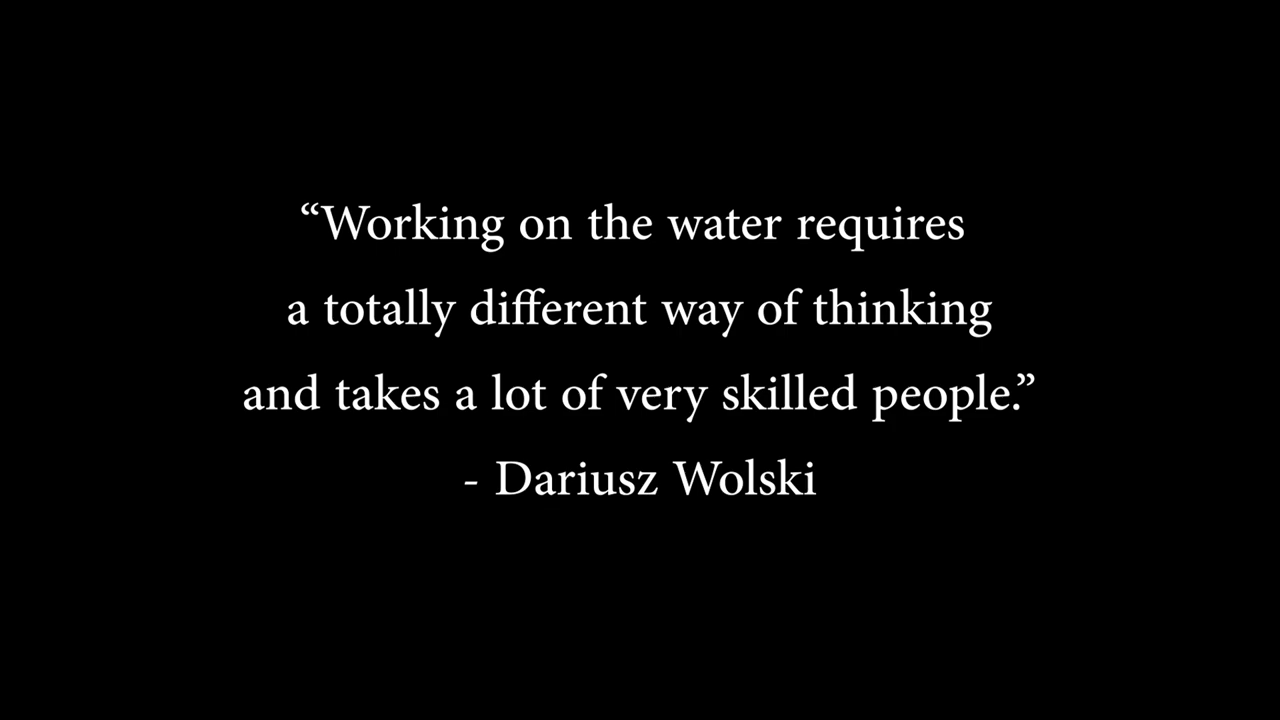 “Working on the water requires
a totally different way of thinking
and takes a lot of very skilled people.”
- Dariusz Wolski